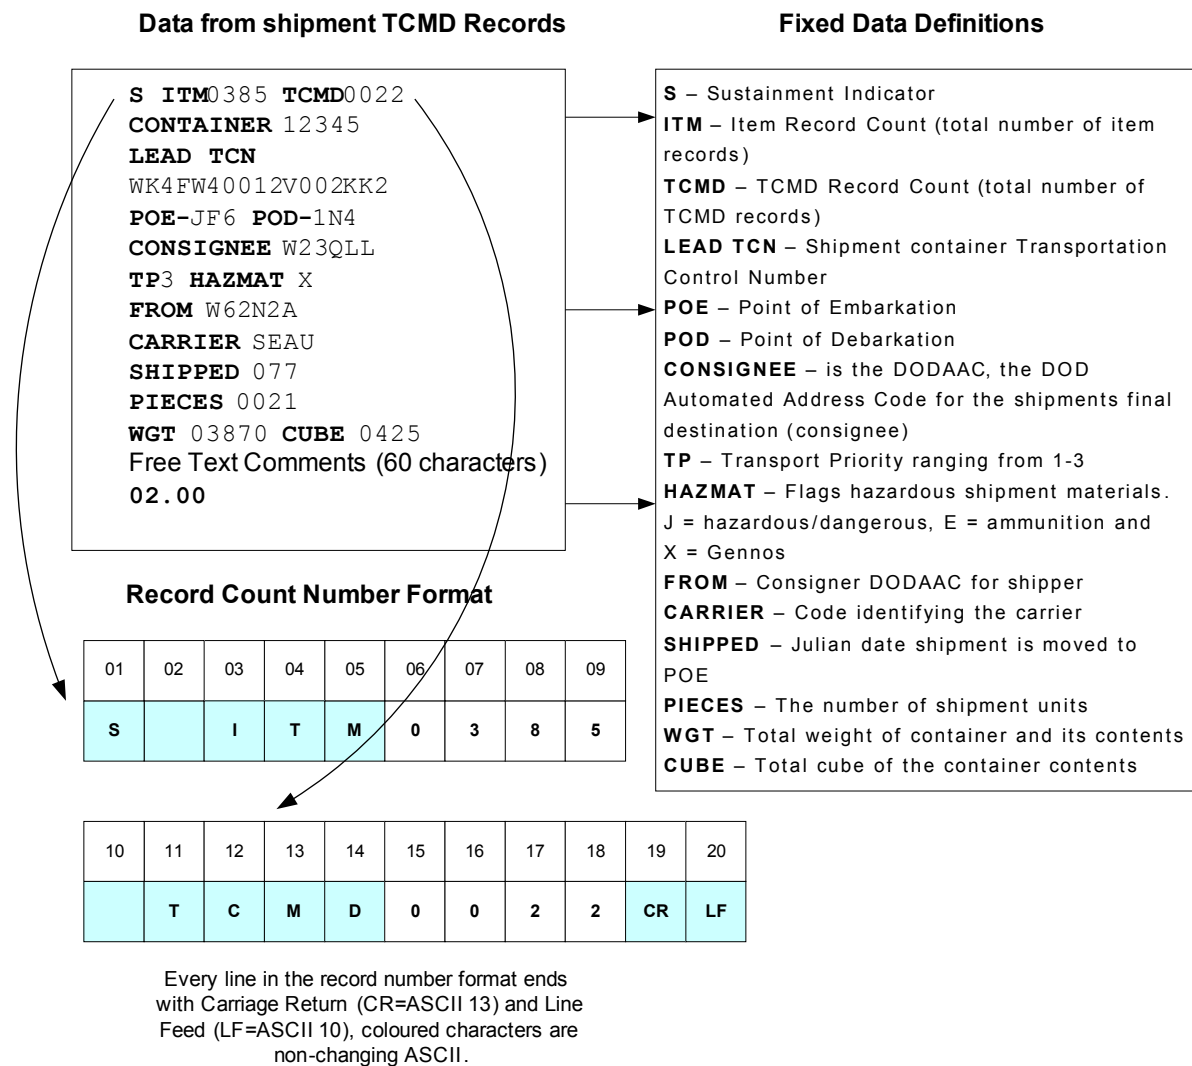 Data from shipment TCMD Records
S ITM0385 TCMD0022
CONTAINER 12345
LEAD TCN
WK4FW40012V002KK2
POE-JF6 POD-1N4
CONSIGNEE W23QLL
TP3 HAZMAT X
FROM W62N2A
CARRIER SEAU
SHIPPED 077
PIECES 0021
WGT 03870 CUBE 0425
Free Text Comments (60 characters)
02.00
Fixed Data Definitions
S – Sustainment Indicator
ITM – Item Record Count (total number of item
records)
TCMD – TCMD Record Count (total number of
TCMD records)
LEAD TCN – Shipment container Transportation
Control Number
POE – Point of Embarkation
POD – Point of Debarkation
CONSIGNEE – is the DODAAC, the DOD
Automated Address Code for the shipments final
destination (consignee)
TP – Transport Priority ranging from 1-3
HAZMAT – Flags hazardous shipment materials.
J = hazardous/dangerous, E = ammunition and
X = Gennos
FROM – Consigner DODAAC for shipper
CARRIER – Code identifying the carrier
SHIPPED – Julian date shipment is moved to
POE
PIECES – The number of shipment units
WGT – Total weight of container and its contents
CUBE – Total cube of the container contents
Record Count Number Format
01 02 03 04 05 06 07 08 09
S I T M 0 3 8 5
10 11 12 13 14 15 16 17 18 19 20
T C M D 0 0 2 2 CR LF
Every line in the record number format ends
with Carriage Return (CR=ASCII 13) and Line
Feed (LF=ASCII 10), coloured characters are
non-changing ASCII.